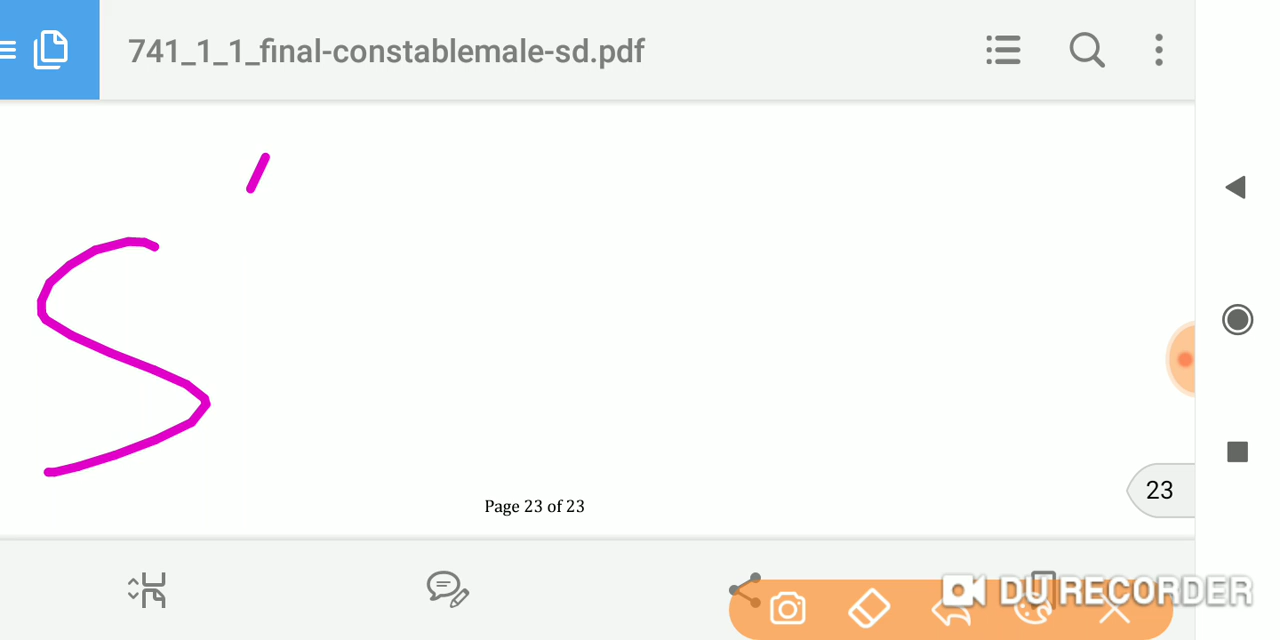 741_1_1_final-constablemale-sd.pdf
S
Page 23 of 23
23
DU RECORDER